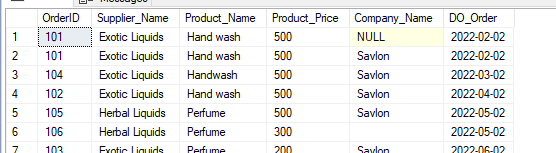 Messages
OrderID Supplier_Name Product_Name Product_Price Company_Name DO_Order
1 101 Exotic Liquids Hand wash 500 NULL 2022-02-02
2 101 Exotic Liquids Hand wash 500 Savlon 2022-02-02
3 104 Exotic Liquids Handwash 500 Savlon 2022-03-02
4 102 Exotic Liquids Hand wash 500 Savlon 2022-04-02
5 105 Herbal Liquids Perfume 500 Savlon 2022-05-02
6 106 Herbal Liquids Perfume 300 2022-05-02
7 103 Exotic Liquids Perfume 200 Savlon 2022-06-02